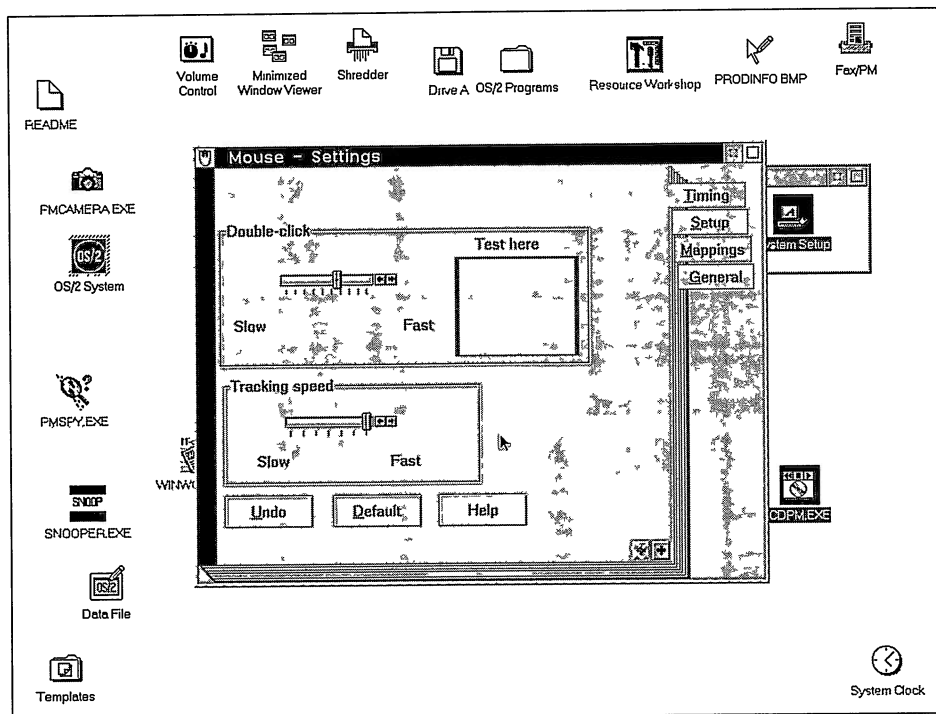 Volume
Control
Minimized
Window Viewer
Shredder
Drive A
OS/2 Programs
Resource Workshop
PRODINFO BMP
Fax/PM
README
PMCAMERA.EXE
OS/2
OS/2 System
PMSPY.EXE
SNOOP
SNOOPER.EXE
OS/2
Data File
Templates
Mouse - Settings
Timing
Setup
Mappings
General
Double-click
Test here
Slow
Fast
Tracking speed
Slow
Fast
Undo
Default
Help
Setup
CDPM.EXE
System Clock